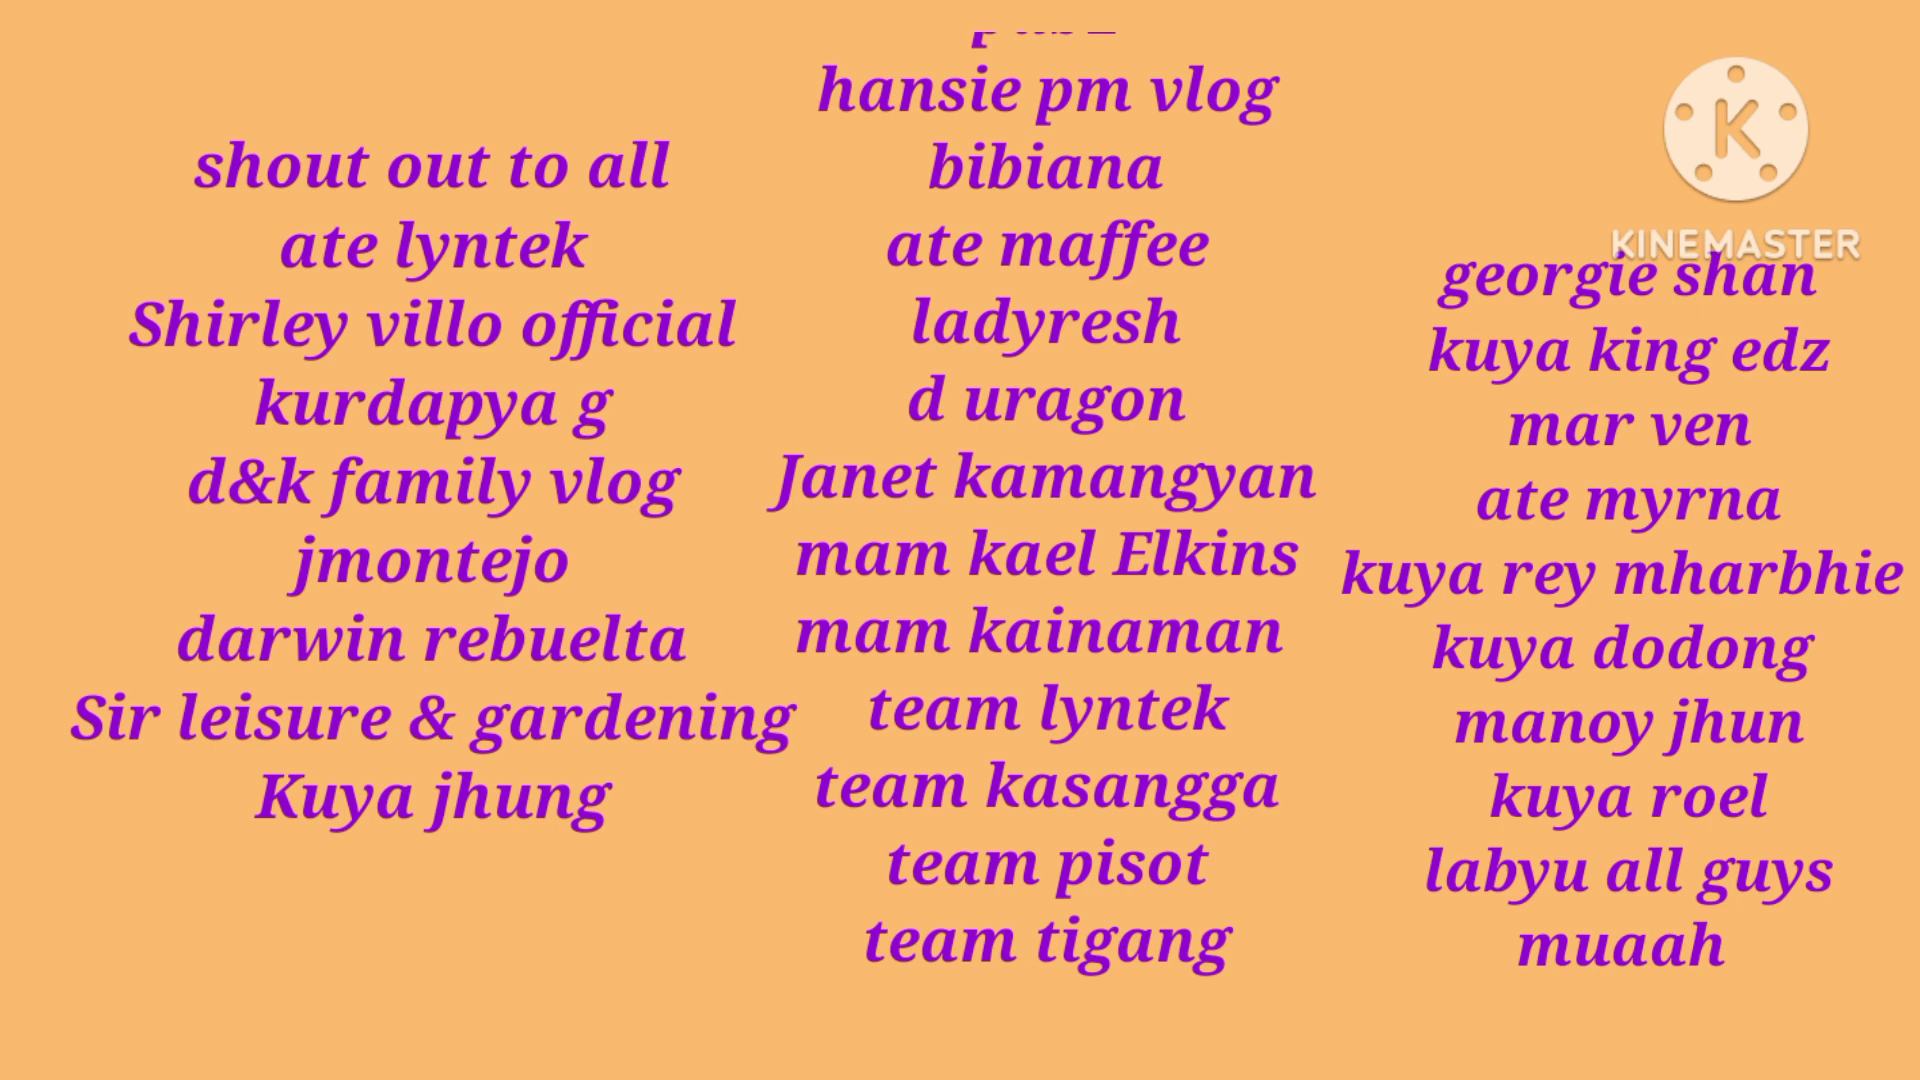 shout out to all
ate lyntek
Shirley villo official
kurdapya g
d&k family vlog
jmontejo
darwin rebuelta
Sir leisure & gardening
Kuya jhung
hansie pm vlog
bibiana
ate maffee
ladyresh
d uragon
Janet kamangyan
mam kael Elkins
mam kainaman
team lyntek
team kasangga
team pisot
team tigang
KINEMASTER
georgie shan
kuya king edz
mar ven
ate myrna
kuya rey mharbhie
kuya dodong
manoy jhun
kuya roel
labyu all guys
muaah